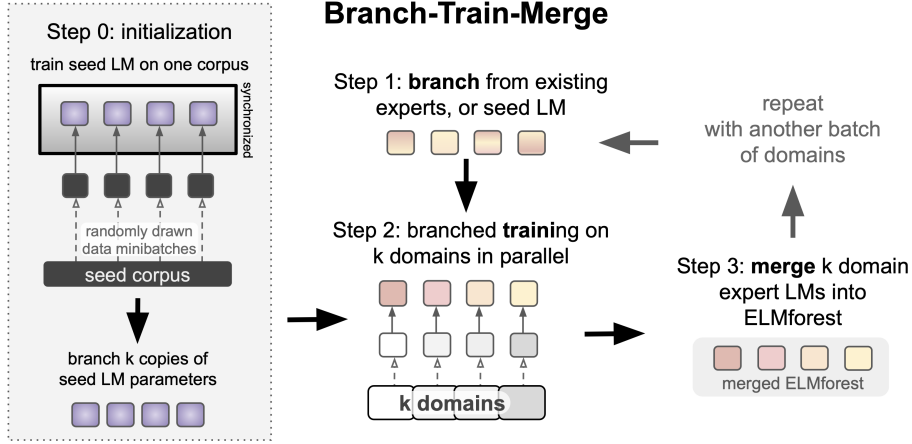 Branch-Train-Merge
Step 0: initialization
train seed LM on one corpus
synchronized
randomly drawn
data minibatches
seed corpus
branch k copies of
seed LM parameters
Step 1: branch from existing
experts, or seed LM
Step 2: branched training on
k domains in parallel
k domains
Step 3: merge k domain
expert LMs into
ELMforest
merged ELMforest
repeat
with another batch
of domains